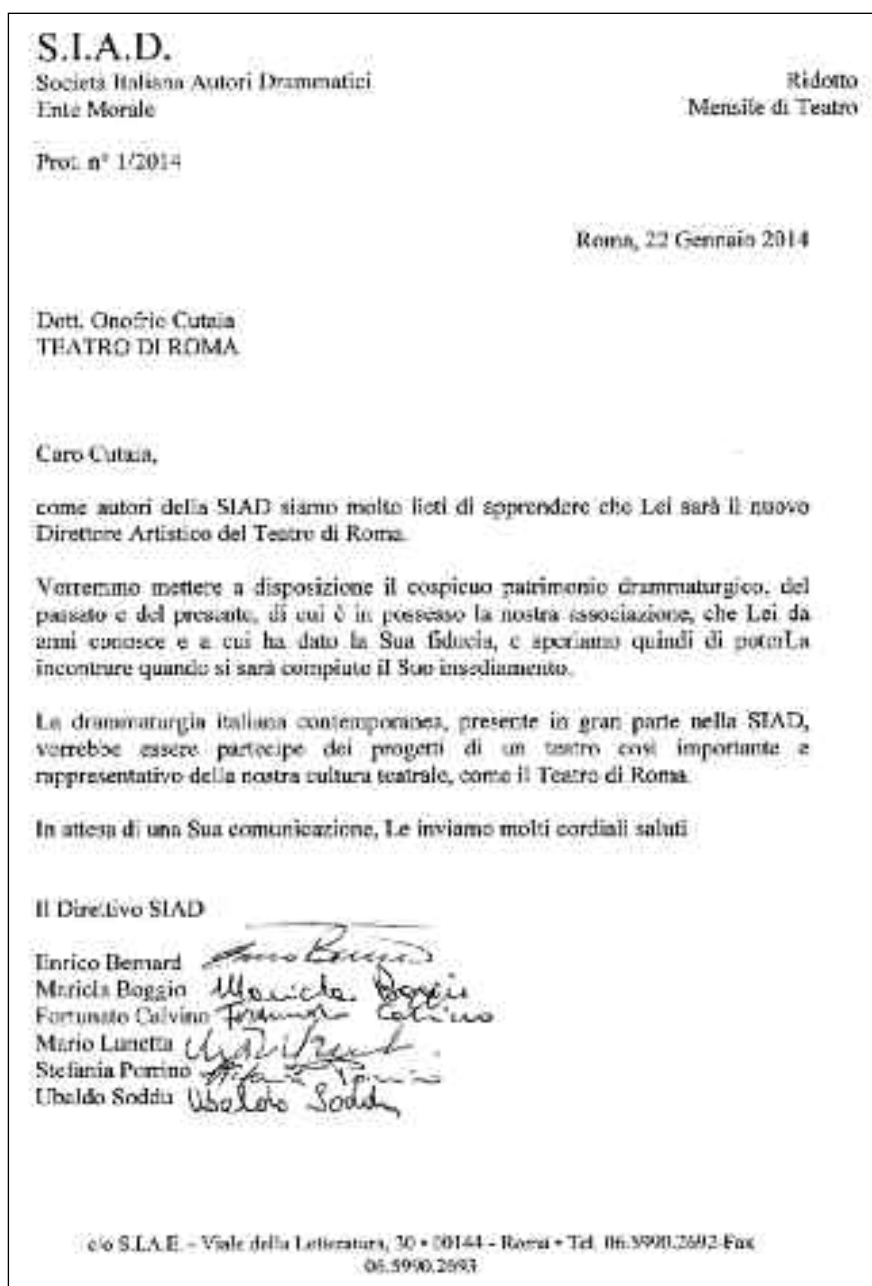 S.I.A.D.
Società Italiana Autori Drammatici
Ente Morale
Ridotto
Mensile di Teatro
Prot. n° 1/2014
Roma, 22 Gennaio 2014
Dott. Onofrio Cutaia
TEATRO DI ROMA
Caro Cutaia,
come autori della SIAD siamo molto lieti di apprendere che Lei sarà il nuovo
Direttore Artistico del Teatro di Roma.
Vorremmo mettere a disposizione il cospicuo patrimonio drammaturgico, del
passato e del presente, di cui è in possesso la nostra associazione, che Lei da
anni conosce e a cui ha dato la Sua fiducia, e speriamo quindi di poterLa
incontrare quando si sarà compiuto il Suo insediamento.
La drammaturgia italiana contemporanea, presente in gran parte nella SIAD,
vorrebbe essere partecipe dei progetti di un teatro così importante e
rappresentativo della nostra cultura teatrale, come il Teatro di Roma.
In attesa di una Sua comunicazione, Le inviamo molti cordiali saluti
Il Direttivo SIAD
Enrico Bernard
Maricla Boggio Maricla Boggio
Fortunato Calvino Fortunato Calvino
Mario Lunetta
Stefania Porrino Stefania Porrino
Ubaldo Soddu Ubaldo Soddu
c/o S.I.A.E. – Viale della Letteratura, 30 • 00144 – Roma • Tel. 06.5990.2692-Fax
06.5990.2693